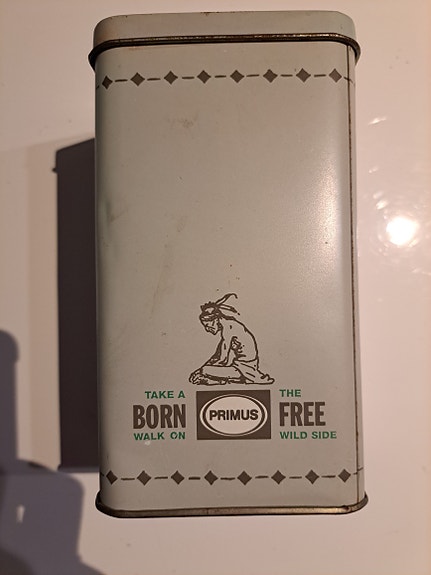 TAKE A THE
BORN PRIMUS FREE
WALK ON WILD SIDE